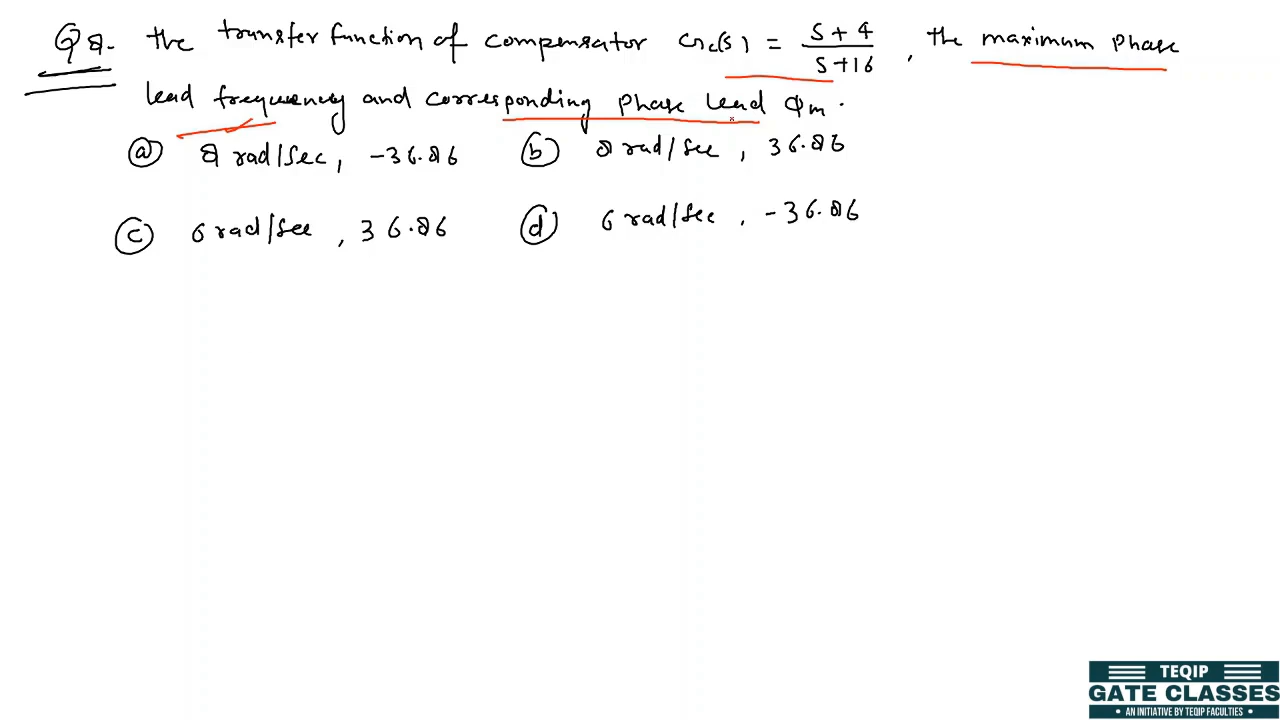 Q 8. the transfer function of compensator Gc(s) = s+4 / s+16 , the maximum phase
lead frequency and corresponding phase lead φm.
(a) 8 rad/sec, -36.86 (b) 8 rad/sec, 36.86
(c) 6 rad/sec, 36.86 (d) 6 rad/sec, -36.86
TEQIP
GATE CLASSES
• AN INITIATIVE BY TEQIP FACULTIES •